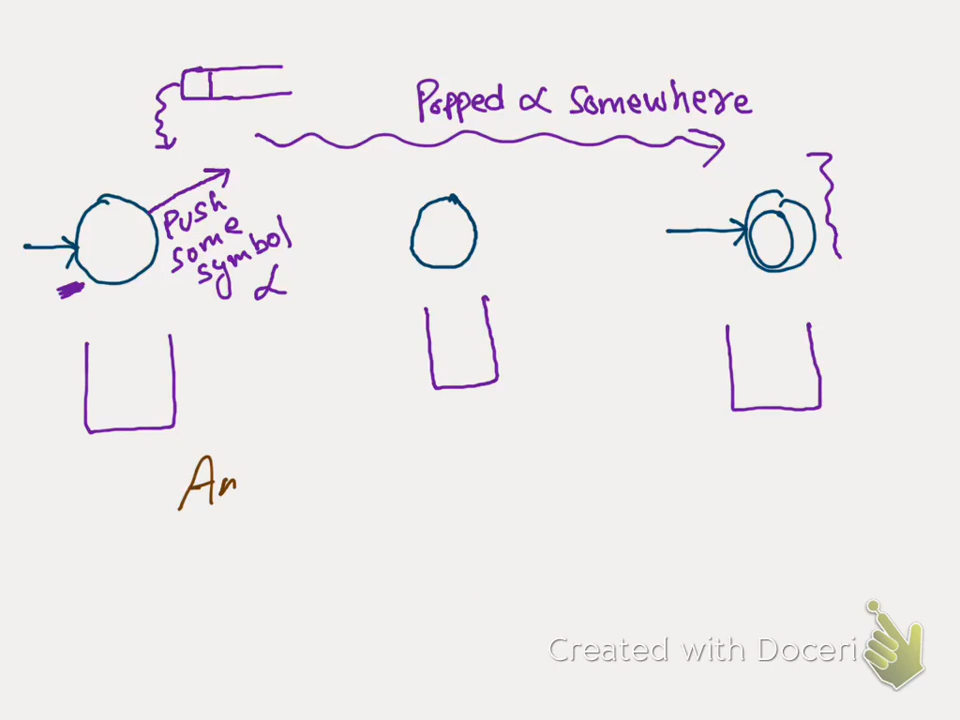 Popped α Somewhere
Push
some
symbol
α
An
Created with Doceri